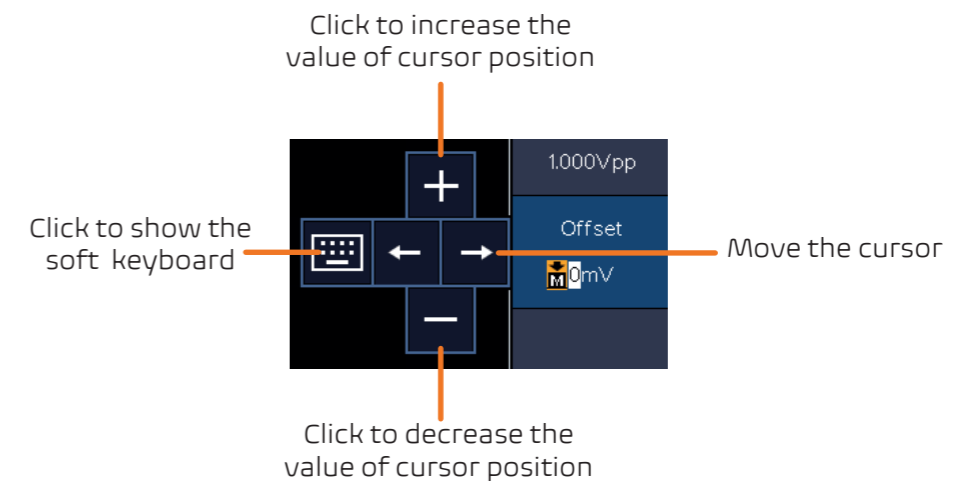 Click to increase the
value of cursor position
1.000Vpp
Click to show the
soft keyboard
Offset
Move the cursor
M
0mV
Click to decrease the
value of cursor position